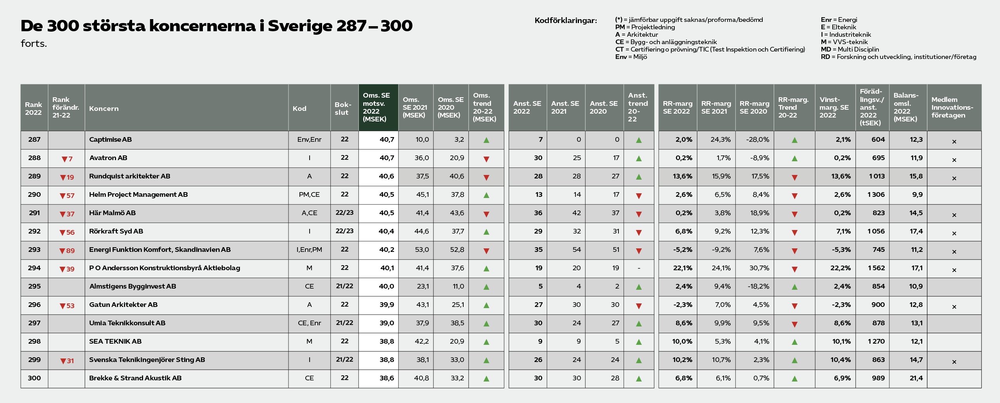 De 300 största koncernerna i Sverige 287–300
forts.
Kodförklaringar:
(*) = jämförbar uppgift saknas/proforma/bedömd
PM = Projektledning
A = Arkitektur
CE = Bygg- och anläggningsteknik
CT = Certifiering o prövning/TIC (Test Inspektion och Certifiering)
Env = Miljö
Enr = Energi
E = Elteknik
I = Industriteknik
M = VVS-teknik
MD = Multi Disciplin
RD = Forskning och utveckling, institutioner/företag
Rank 2022
Rank förändr. 21-22
Koncern
Kod
Bok-slut
Oms. SE motsv. 2022 (MSEK)
Oms. SE 2021 (MSEK)
Oms. SE 2020 (MSEK)
Oms. trend 20-22 (MSEK)
Anst. SE 2022
Anst. SE 2021
Anst. SE 2020
Anst. trend 20-22
RR-marg SE 2022
RR-marg SE 2021
RR-marg SE 2020
RR-marg. Trend 20-22
Vinst-marg. SE 2022
Föräd-lingsv./ anst. 2022 (tSEK)
Balans-omsl. 2022 (MSEK)
Medlem Innovations-företagen
287 Captimise AB Env,Enr 22 40,7 10,0 3,2 ▲ 7 0 0 ▲ 2,0% 24,3% -28,0% ▲ 2,1% 604 12,3 ×
288 ▼7 Avatron AB I 22 40,7 36,0 20,9 ▼ 30 25 17 ▲ 0,2% 1,7% -8,9% ▲ 0,2% 695 11,9 ×
289 ▼19 Rundquist arkitekter AB A 22 40,6 37,5 40,6 ▼ 28 28 27 ▲ 13,6% 15,9% 17,5% ▼ 13,6% 1 013 15,8 ×
290 ▼57 Helm Project Management AB PM,CE 22 40,5 45,1 37,8 ▲ 13 14 17 ▼ 2,6% 6,5% 8,4% ▼ 2,6% 1 306 9,9
291 ▼37 Här Malmö AB A,CE 22/23 40,5 41,4 43,6 ▼ 36 42 37 ▼ 0,2% 3,8% 18,9% ▼ 0,2% 823 14,5 ×
292 ▼56 Rörkraft Syd AB I 22/23 40,4 44,6 37,7 ▲ 29 32 31 ▼ 6,8% 9,2% 12,3% ▼ 7,1% 1 056 17,4 ×
293 ▼89 Energi Funktion Komfort, Skandinavien AB I,Enr,PM 22 40,2 53,0 52,8 ▼ 35 54 51 ▼ -5,2% -9,2% 7,6% ▼ -5,3% 745 11,2 ×
294 ▼39 P O Andersson Konstruktionsbyrå Aktiebolag M 22 40,1 41,4 37,6 ▲ 19 20 19 - 22,1% 24,1% 30,7% ▼ 22,2% 1 562 17,1 ×
295 Almstigens Bygginvest AB CE 21/22 40,0 23,1 11,0 ▲ 5 4 2 ▲ 2,4% 9,4% -18,2% ▲ 2,4% 854 10,9
296 ▼53 Gatun Arkitekter AB A 22 39,9 43,1 25,1 ▲ 27 30 30 ▼ -2,3% 7,0% 4,5% ▼ -2,3% 900 12,8 ×
297 Umia Teknikkonsult AB CE, Enr 21/22 39,0 37,9 38,5 ▲ 30 24 27 ▲ 8,6% 9,9% 9,5% ▼ 8,6% 878 13,1
298 SEA TEKNIK AB M 22 38,8 42,2 20,9 ▲ 9 9 5 ▲ 10,0% 5,3% 4,1% ▲ 10,1% 1 270 12,1
299 ▼31 Svenska Teknikingenjörer Sting AB I 21/22 38,8 38,1 33,0 ▲ 26 24 24 ▲ 10,2% 10,7% 2,3% ▲ 10,4% 863 14,7 ×
300 Brekke & Strand Akustik AB CE 22 38,6 40,8 33,2 ▲ 30 30 28 ▲ 6,8% 6,1% 0,7% ▲ 6,9% 989 21,4